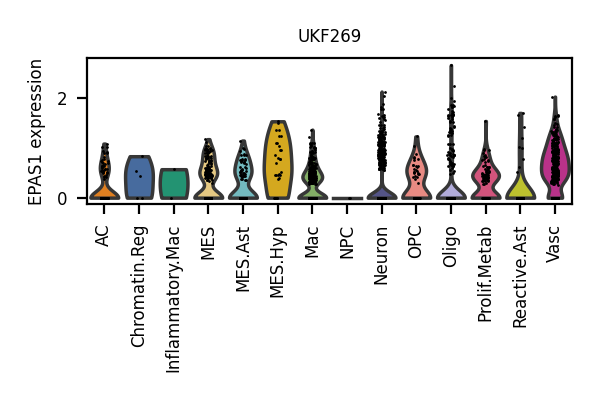 UKF269
EPAS1 expression
2
0
AC
Chromatin.Reg
Inflammatory.Mac
MES
MES.Ast
MES.Hyp
Mac
NPC
Neuron
OPC
Oligo
Prolif.Metab
Reactive.Ast
Vasc